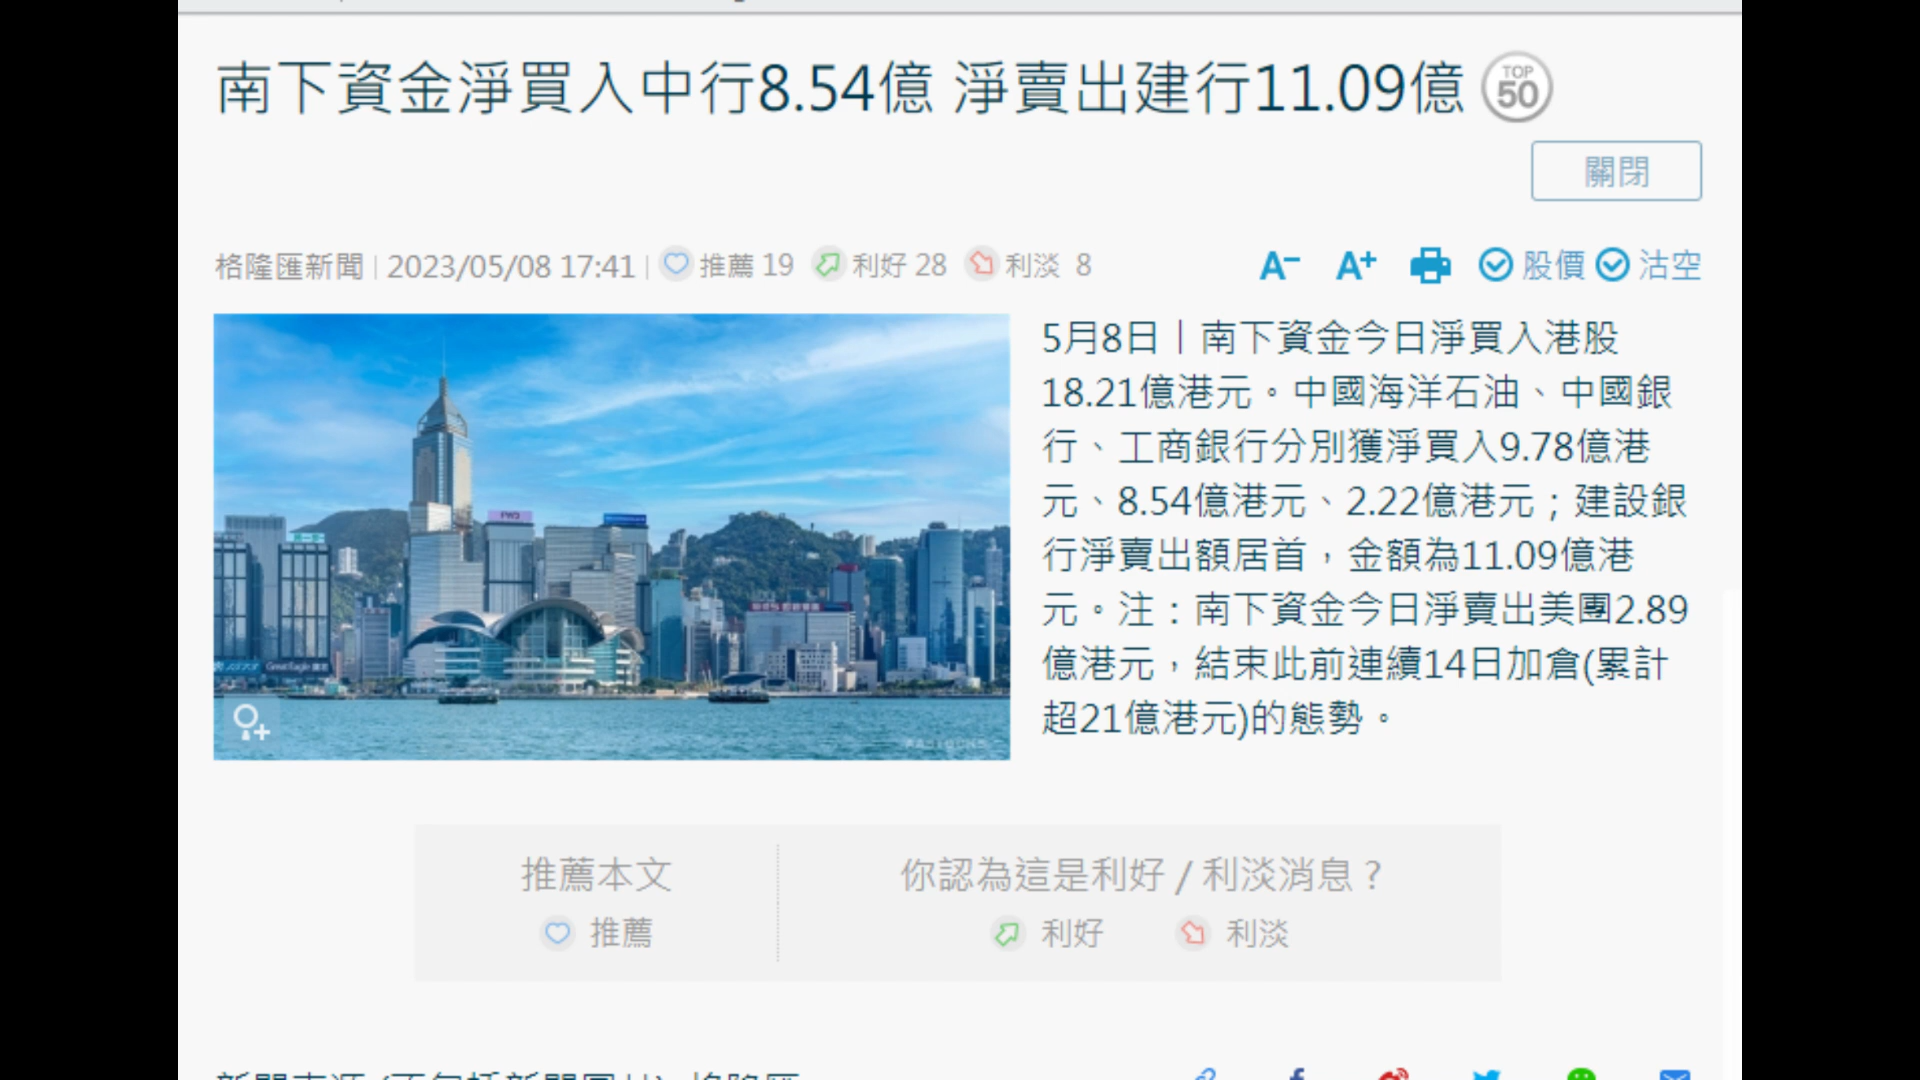 南下資金淨買入中行8.54億 淨賣出建行11.09億
TOP 50
關閉
格隆匯新聞 | 2023/05/08 17:41 | 推薦 19 利好 28 利淡 8
A− A+ 股價 沽空
5月8日丨南下資金今日淨買入港股
18.21億港元。中國海洋石油、中國銀
行、工商銀行分別獲淨買入9.78億港
元、8.54億港元、2.22億港元；建設銀
行淨賣出額居首，金額為11.09億港
元。注：南下資金今日淨賣出美團2.89
億港元，結束此前連續14日加倉(累計
超21億港元)的態勢。
推薦本文
推薦
你認為這是利好 / 利淡消息？
利好 利淡